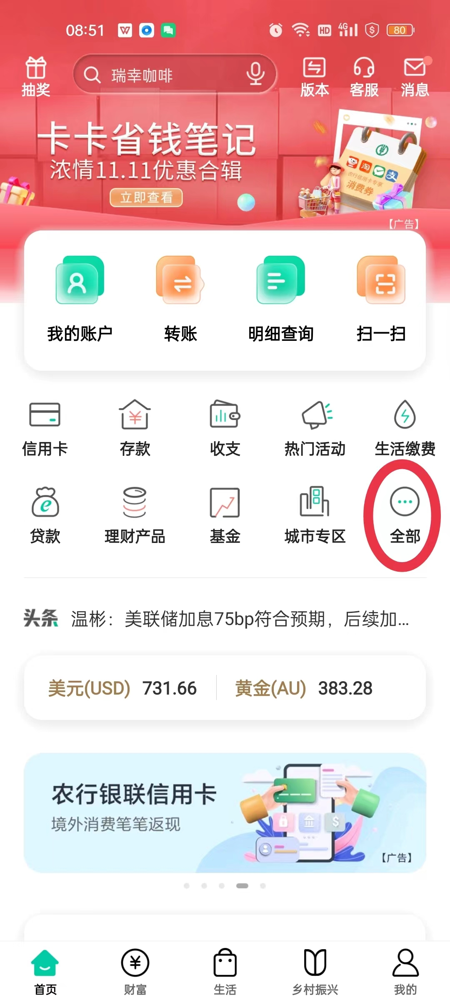 08:51
HD
4G
80
抽奖
瑞幸咖啡
版本
客服
消息
卡卡省钱笔记
浓情11.11优惠合辑
立即查看
淘
支
农行信用卡专享
消费券
【广告】
我的账户
转账
明细查询
扫一扫
信用卡
存款
收支
热门活动
生活缴费
贷款
理财产品
基金
城市专区
全部
头条 温彬：美联储加息75bp符合预期，后续加...
美元(USD) 731.66
黄金(AU) 383.28
农行银联信用卡
境外消费笔笔返现
【广告】
首页
财富
生活
乡村振兴
我的